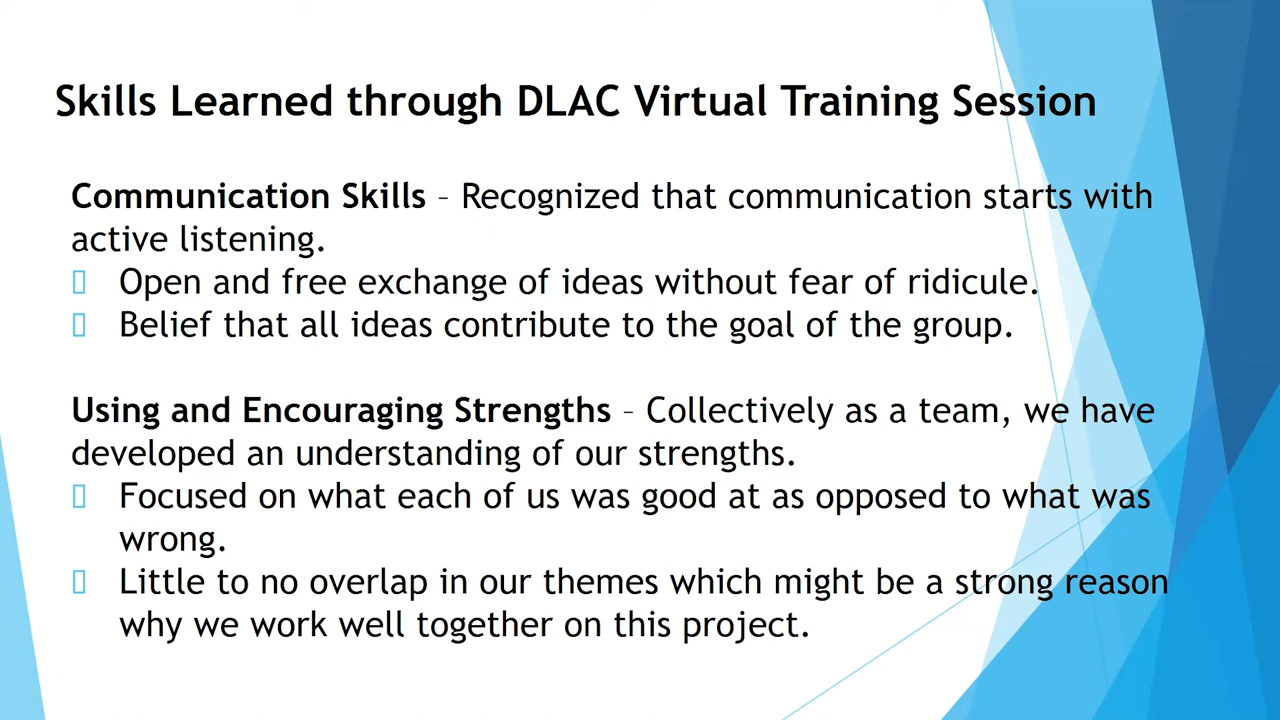 Skills Learned through DLAC Virtual Training Session
Communication Skills – Recognized that communication starts with
active listening.
Open and free exchange of ideas without fear of ridicule.
Belief that all ideas contribute to the goal of the group.
Using and Encouraging Strengths – Collectively as a team, we have
developed an understanding of our strengths.
Focused on what each of us was good at as opposed to what was
wrong.
Little to no overlap in our themes which might be a strong reason
why we work well together on this project.